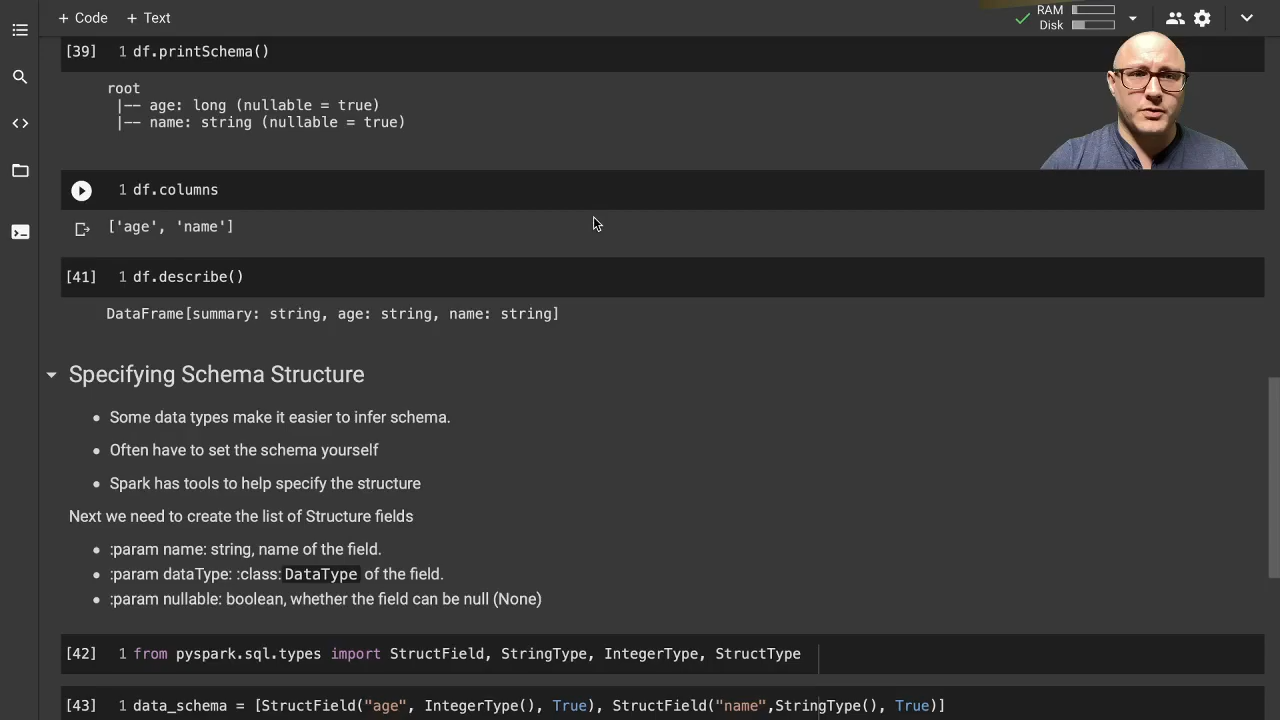 + Code + Text
RAM
Disk
[39] 1 df.printSchema()
root
|-- age: long (nullable = true)
|-- name: string (nullable = true)
1 df.columns
['age', 'name']
[41] 1 df.describe()
DataFrame[summary: string, age: string, name: string]
Specifying Schema Structure
• Some data types make it easier to infer schema.
• Often have to set the schema yourself
• Spark has tools to help specify the structure
Next we need to create the list of Structure fields
• :param name: string, name of the field.
• :param dataType: :class:DataType of the field.
• :param nullable: boolean, whether the field can be null (None)
[42] 1 from pyspark.sql.types import StructField, StringType, IntegerType, StructType
[43] 1 data_schema = [StructField("age", IntegerType(), True), StructField("name",StringType(), True)]